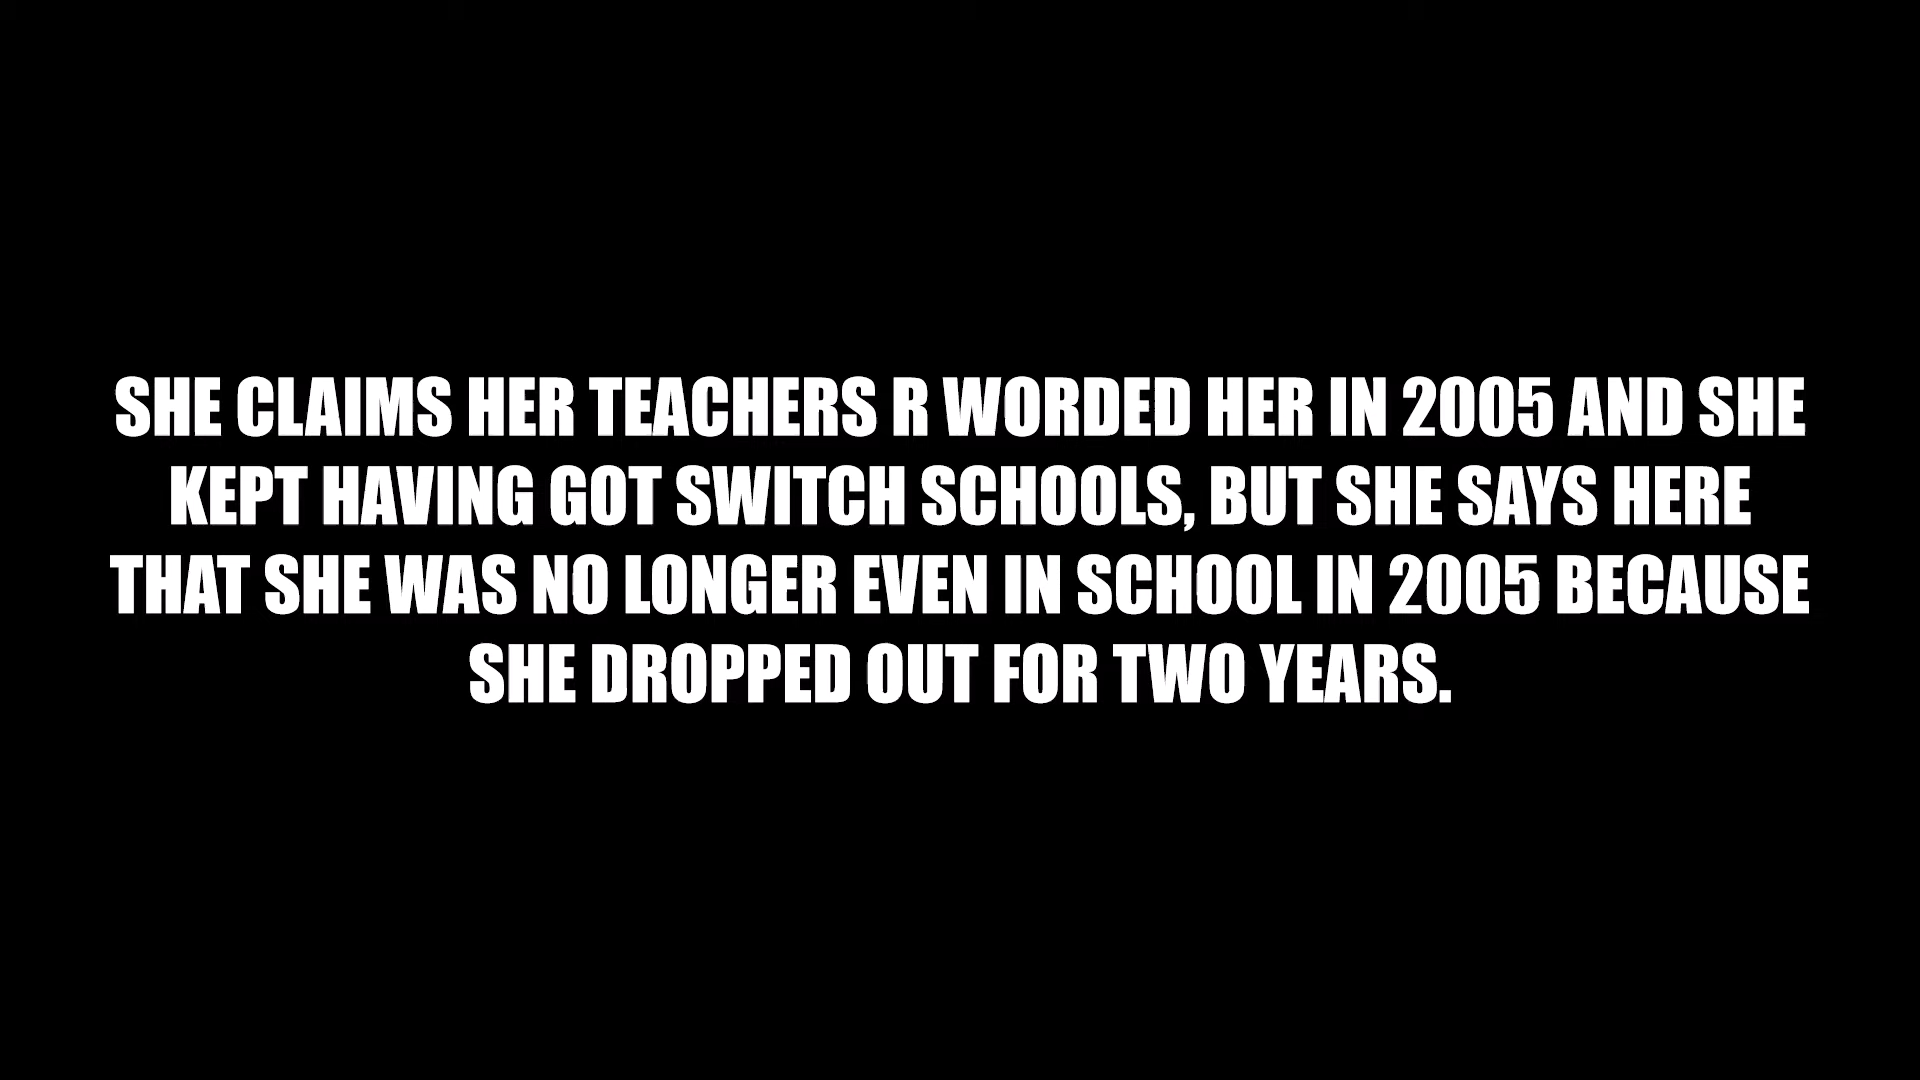 SHE CLAIMS HER TEACHERS R WORDED HER IN 2005 AND SHE
KEPT HAVING GOT SWITCH SCHOOLS, BUT SHE SAYS HERE
THAT SHE WAS NO LONGER EVEN IN SCHOOL IN 2005 BECAUSE
SHE DROPPED OUT FOR TWO YEARS.